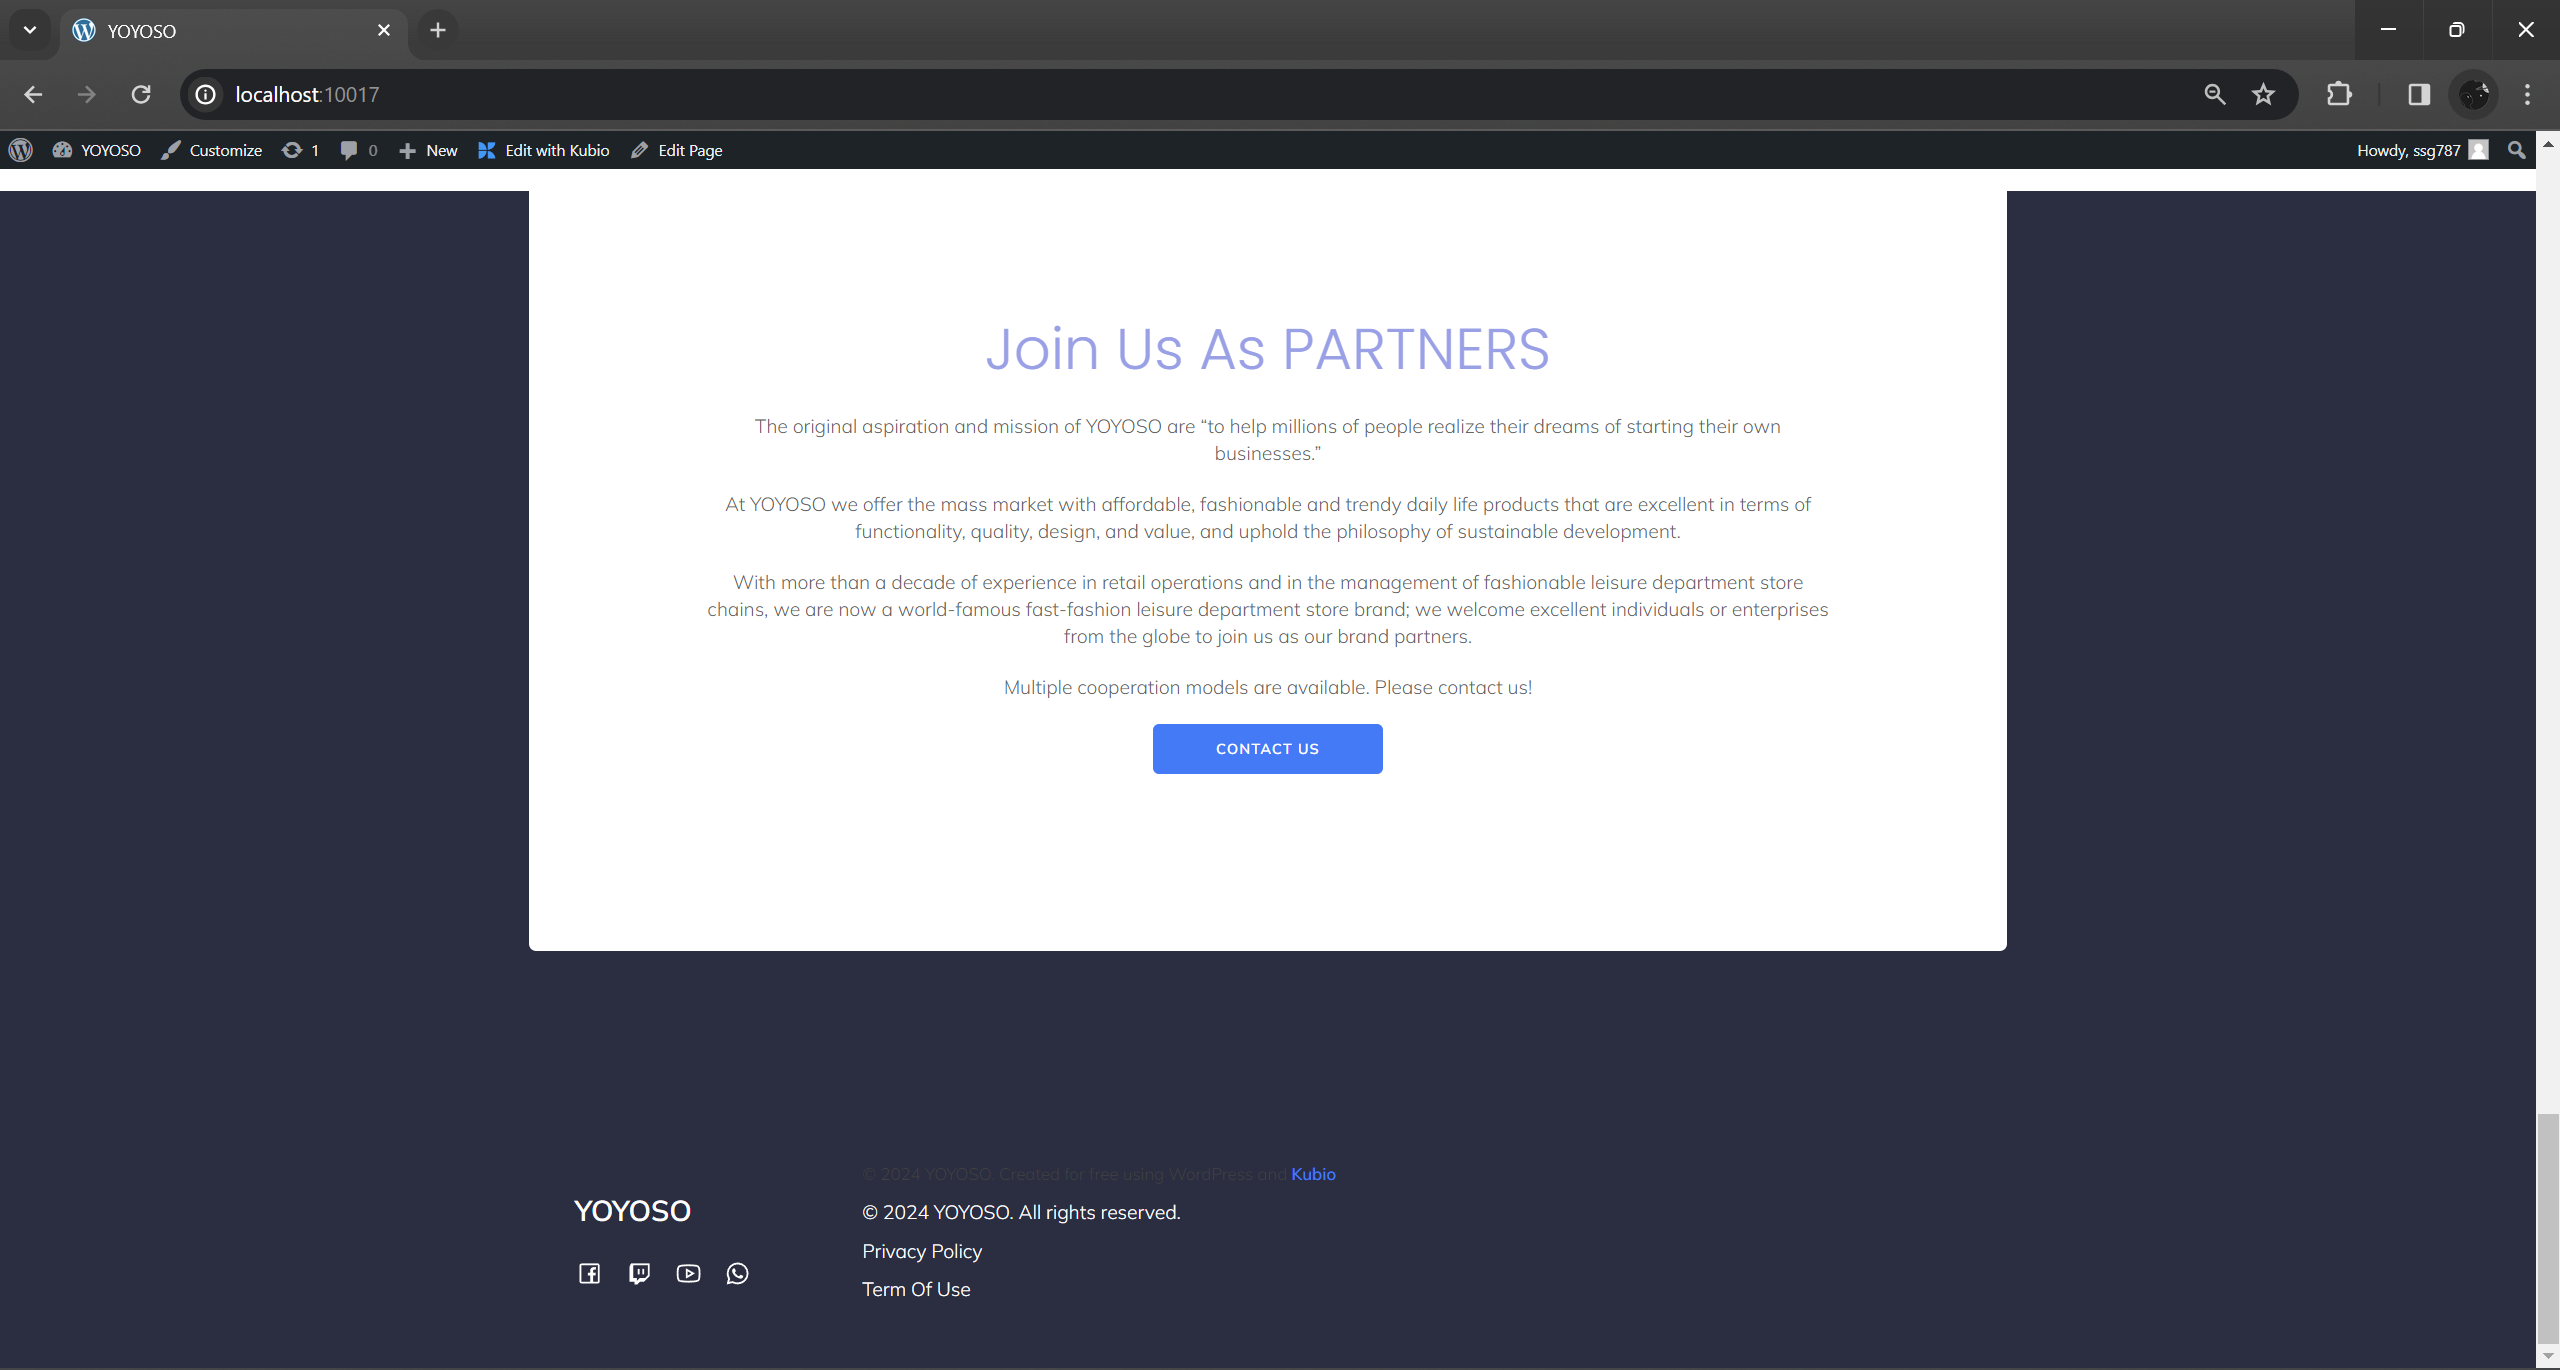 YOYOSO
localhost:10017
YOYOSO Customize 1 0 New Edit with Kubio Edit Page Howdy, ssg787
Join Us As PARTNERS
The original aspiration and mission of YOYOSO are “to help millions of people realize their dreams of starting their own
businesses.”
At YOYOSO we offer the mass market with affordable, fashionable and trendy daily life products that are excellent in terms of
functionality, quality, design, and value, and uphold the philosophy of sustainable development.
With more than a decade of experience in retail operations and in the management of fashionable leisure department store
chains, we are now a world-famous fast-fashion leisure department store brand; we welcome excellent individuals or enterprises
from the globe to join us as our brand partners.
Multiple cooperation models are available. Please contact us!
CONTACT US
YOYOSO
© 2024 YOYOSO. Created for free using WordPress and Kubio
© 2024 YOYOSO. All rights reserved.
Privacy Policy
Term Of Use